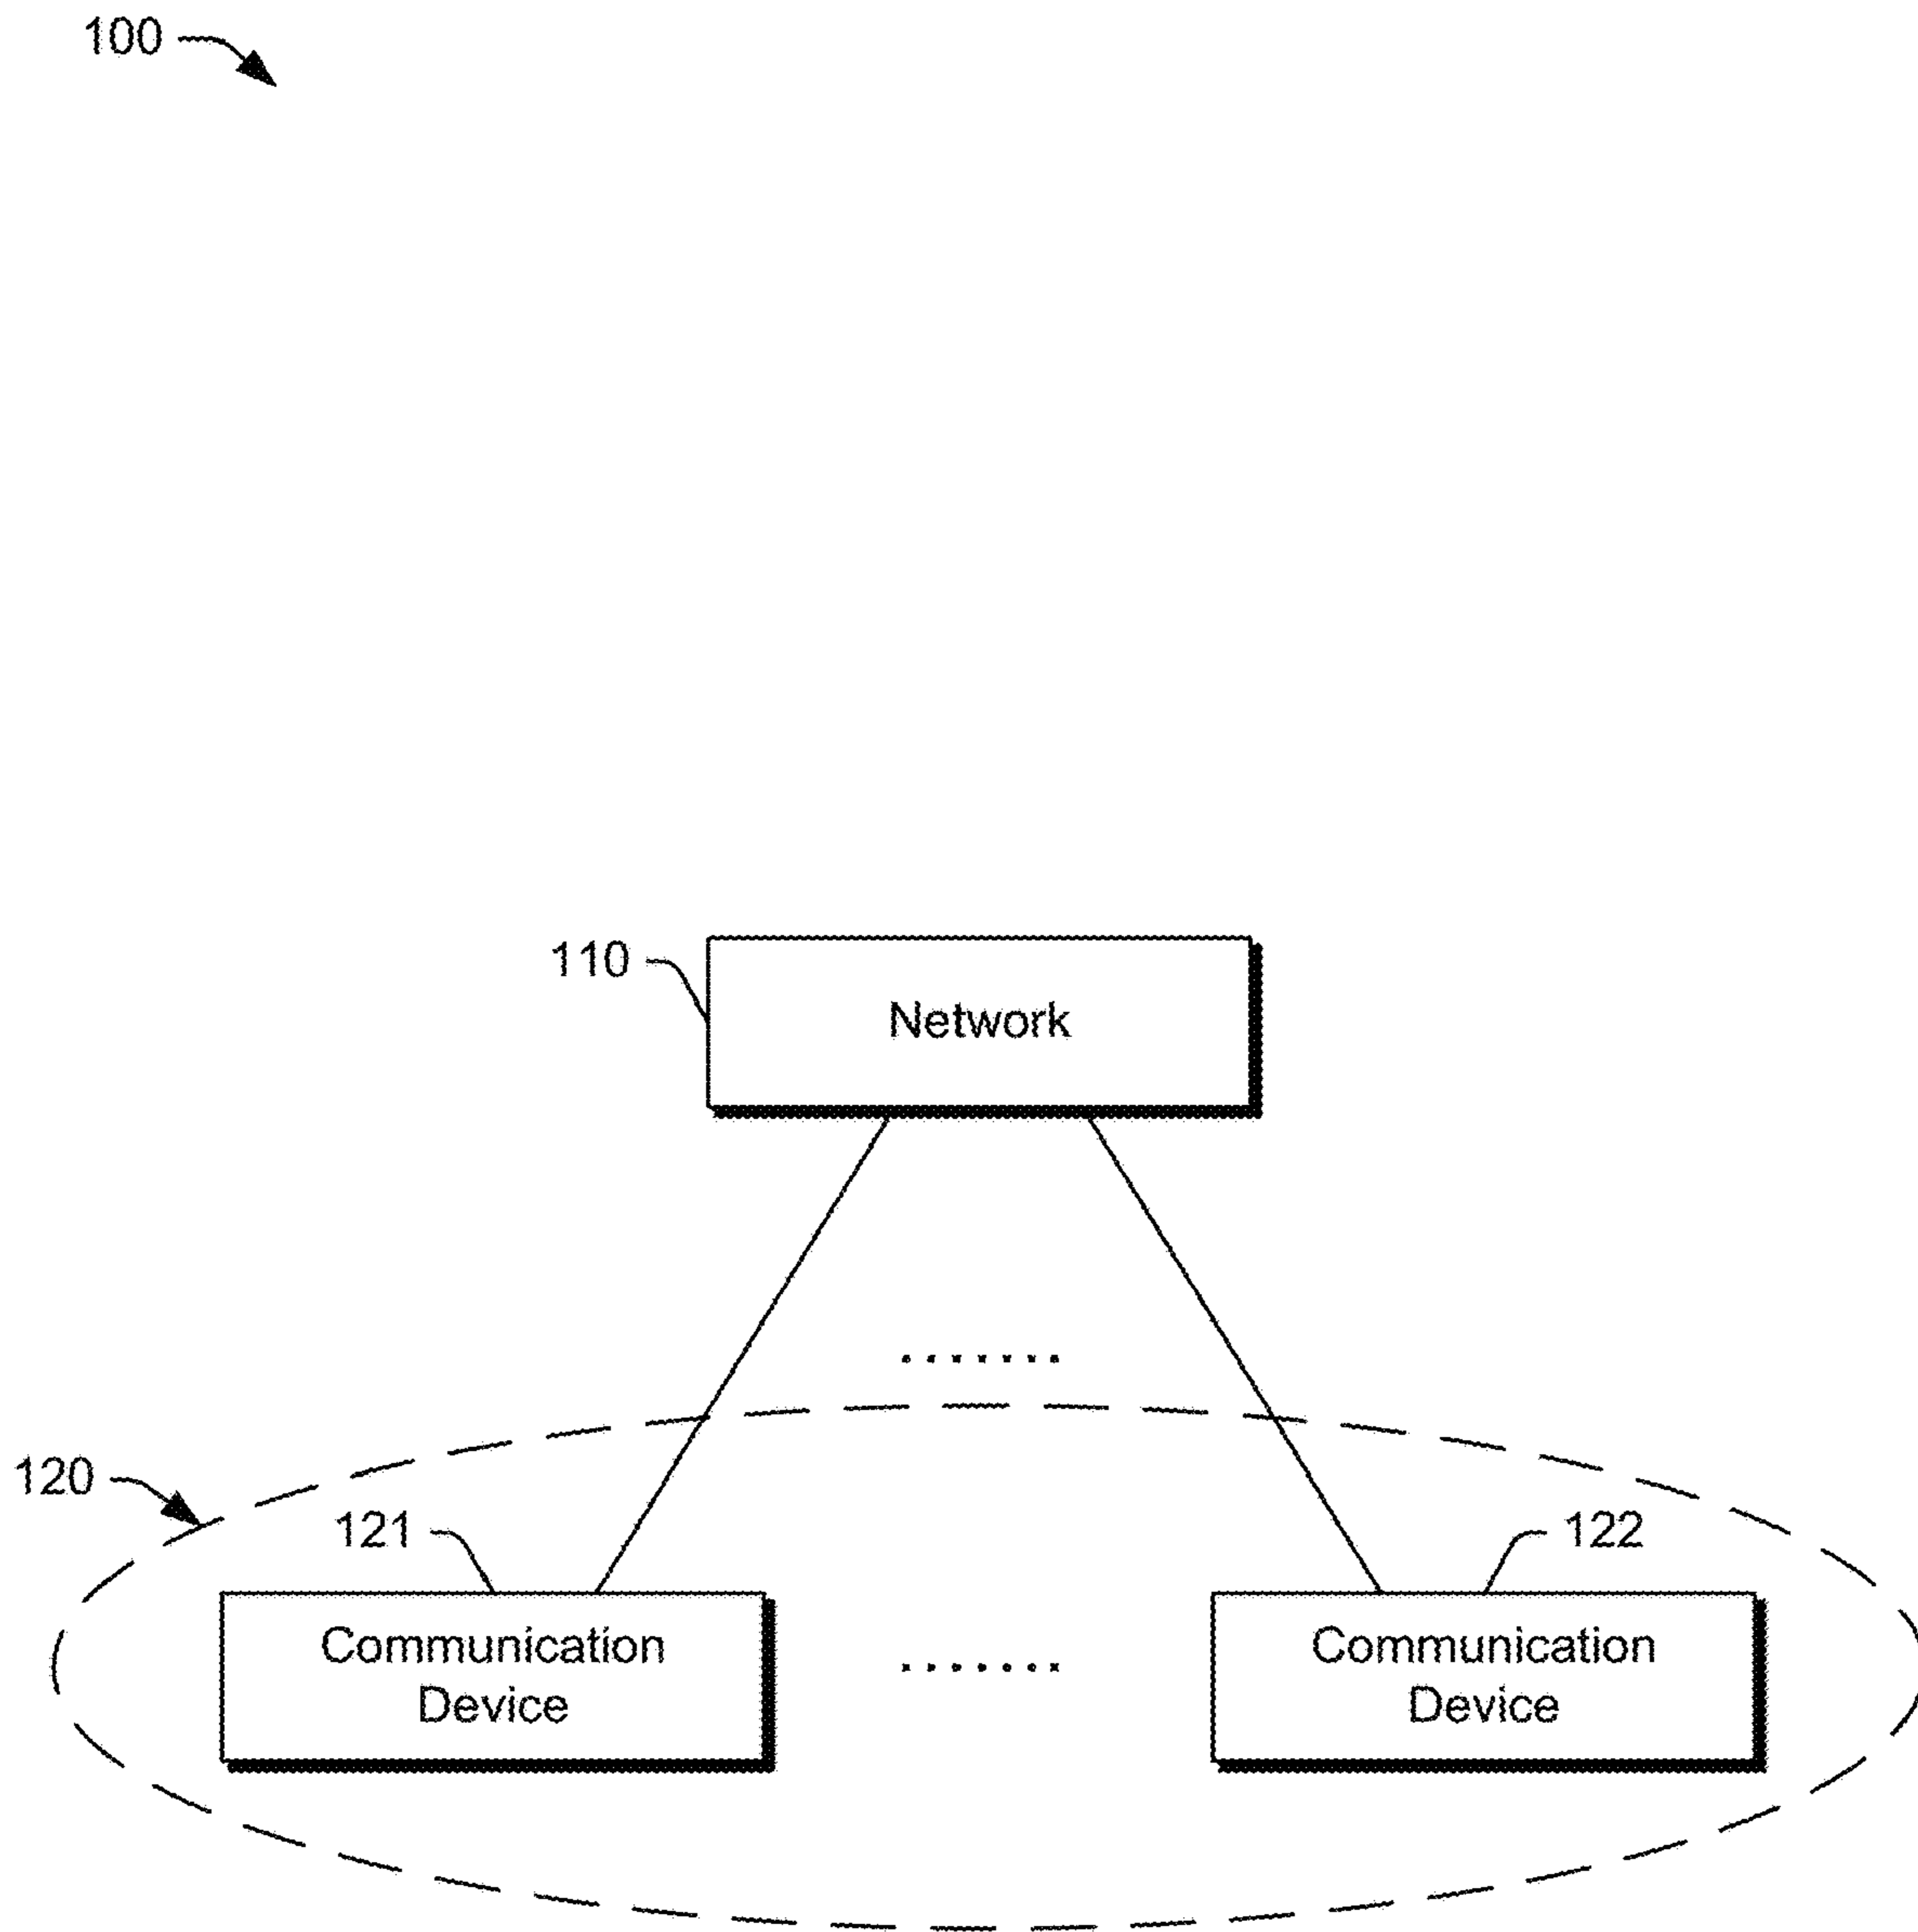 100
110
Network
120
121
122
Communication
Device
.......
Communication
Device